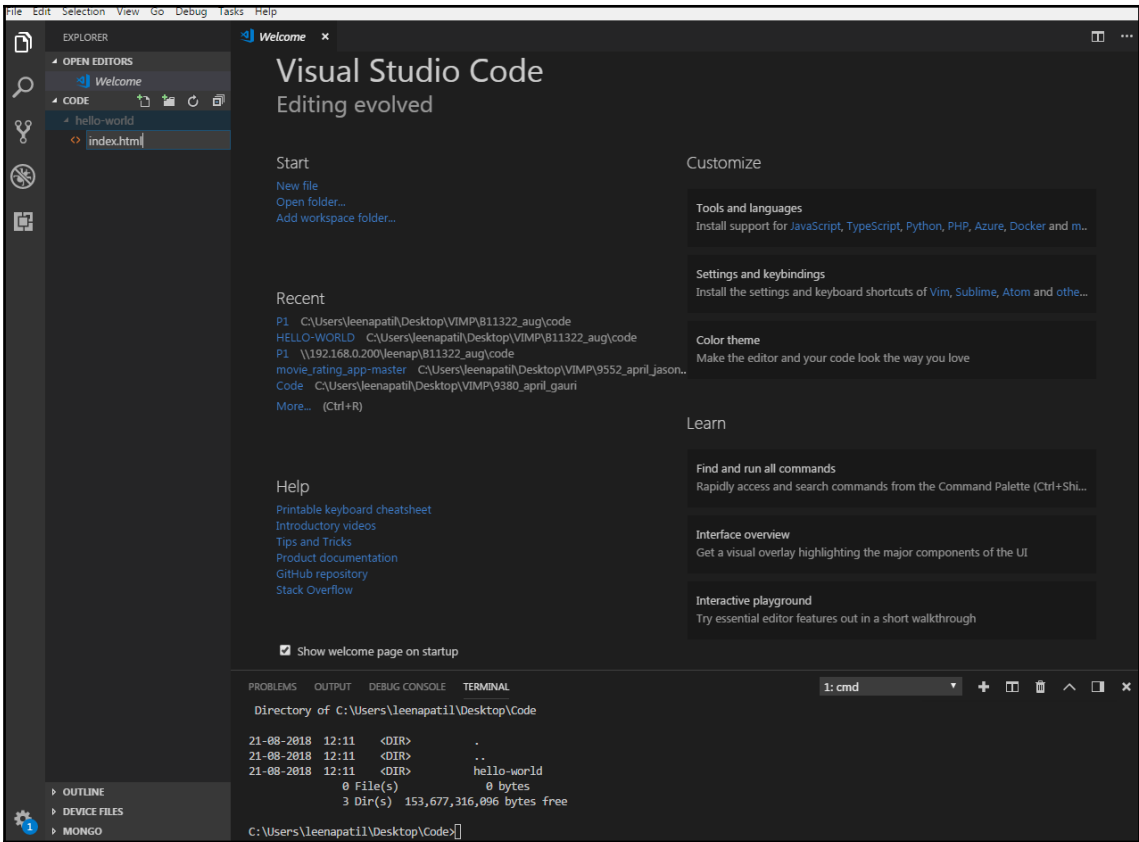 File Edit Selection View Go Debug Tasks Help
EXPLORER
OPEN EDITORS
Welcome
CODE
hello-world
index.html
Welcome
Visual Studio Code
Editing evolved
Start
New file
Open folder...
Add workspace folder...
Recent
P1 C:\Users\leenapatil\Desktop\VIMP\B11322_aug\code
HELLO-WORLD C:\Users\leenapatil\Desktop\VIMP\B11322_aug\code
P1 \\192.168.0.200\leenap\B11322_aug\code
movie_rating_app-master C:\Users\leenapatil\Desktop\VIMP\9552_april_jason..
Code C:\Users\leenapatil\Desktop\VIMP\9380_april_gauri
More... (Ctrl+R)
Help
Printable keyboard cheatsheet
Introductory videos
Tips and Tricks
Product documentation
GitHub repository
Stack Overflow
Show welcome page on startup
Customize
Tools and languages
Install support for JavaScript, TypeScript, Python, PHP, Azure, Docker and m..
Settings and keybindings
Install the settings and keyboard shortcuts of Vim, Sublime, Atom and othe...
Color theme
Make the editor and your code look the way you love
Learn
Find and run all commands
Rapidly access and search commands from the Command Palette (Ctrl+Shi...
Interface overview
Get a visual overlay highlighting the major components of the UI
Interactive playground
Try essential editor features out in a short walkthrough
PROBLEMS OUTPUT DEBUG CONSOLE TERMINAL
1: cmd
Directory of C:\Users\leenapatil\Desktop\Code
21-08-2018 12:11 <DIR> .
21-08-2018 12:11 <DIR> ..
21-08-2018 12:11 <DIR> hello-world
0 File(s) 0 bytes
3 Dir(s) 153,677,316,096 bytes free
C:\Users\leenapatil\Desktop\Code>
OUTLINE
DEVICE FILES
MONGO
1